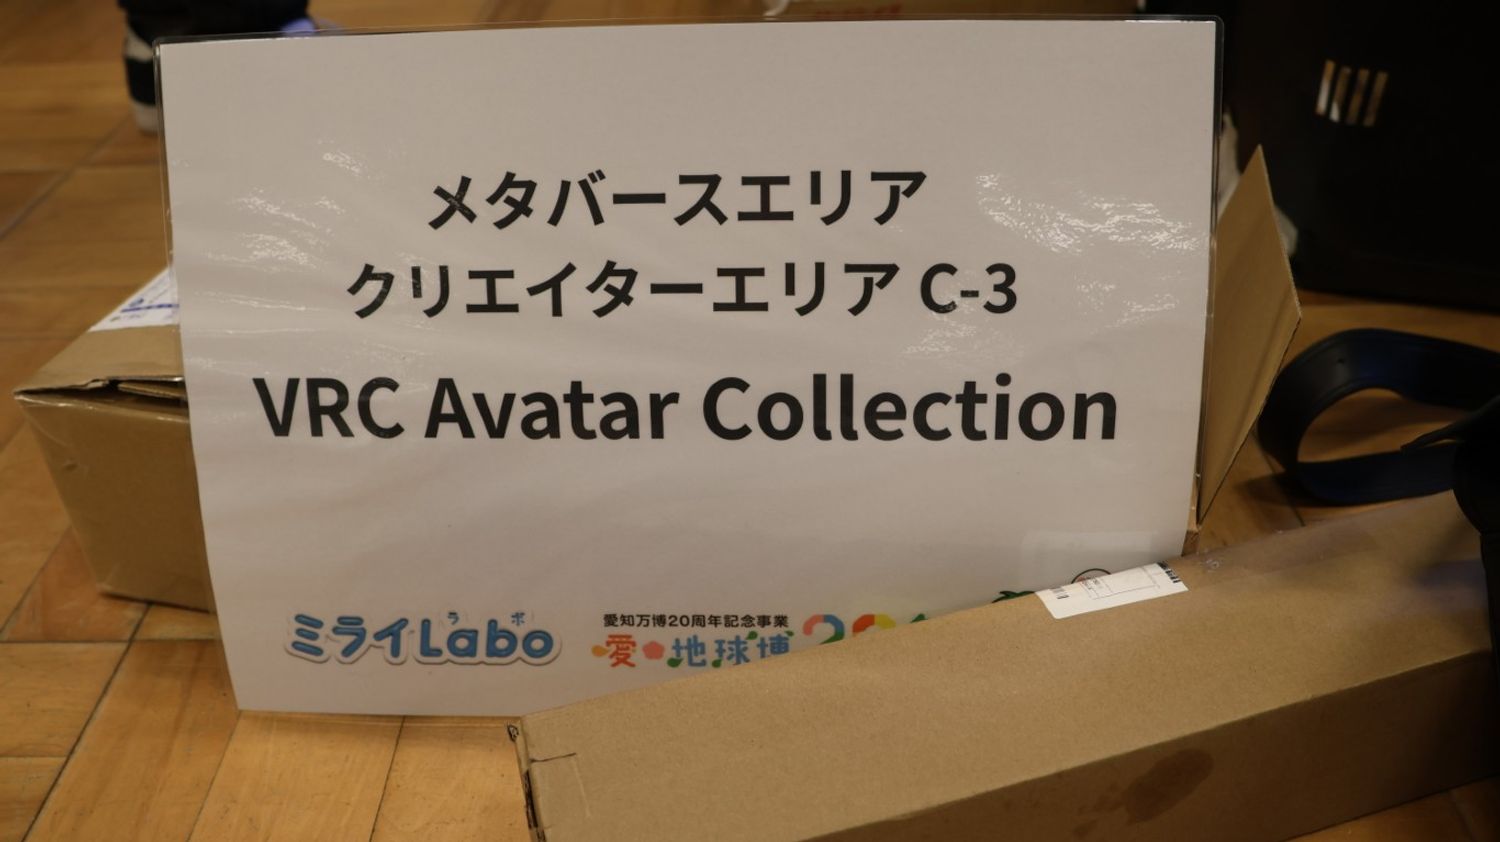 メタバースエリア
クリエイターエリア C-3
VRC Avatar Collection
ミライLabo
ラボ
愛知万博20周年記念事業
愛・地球博